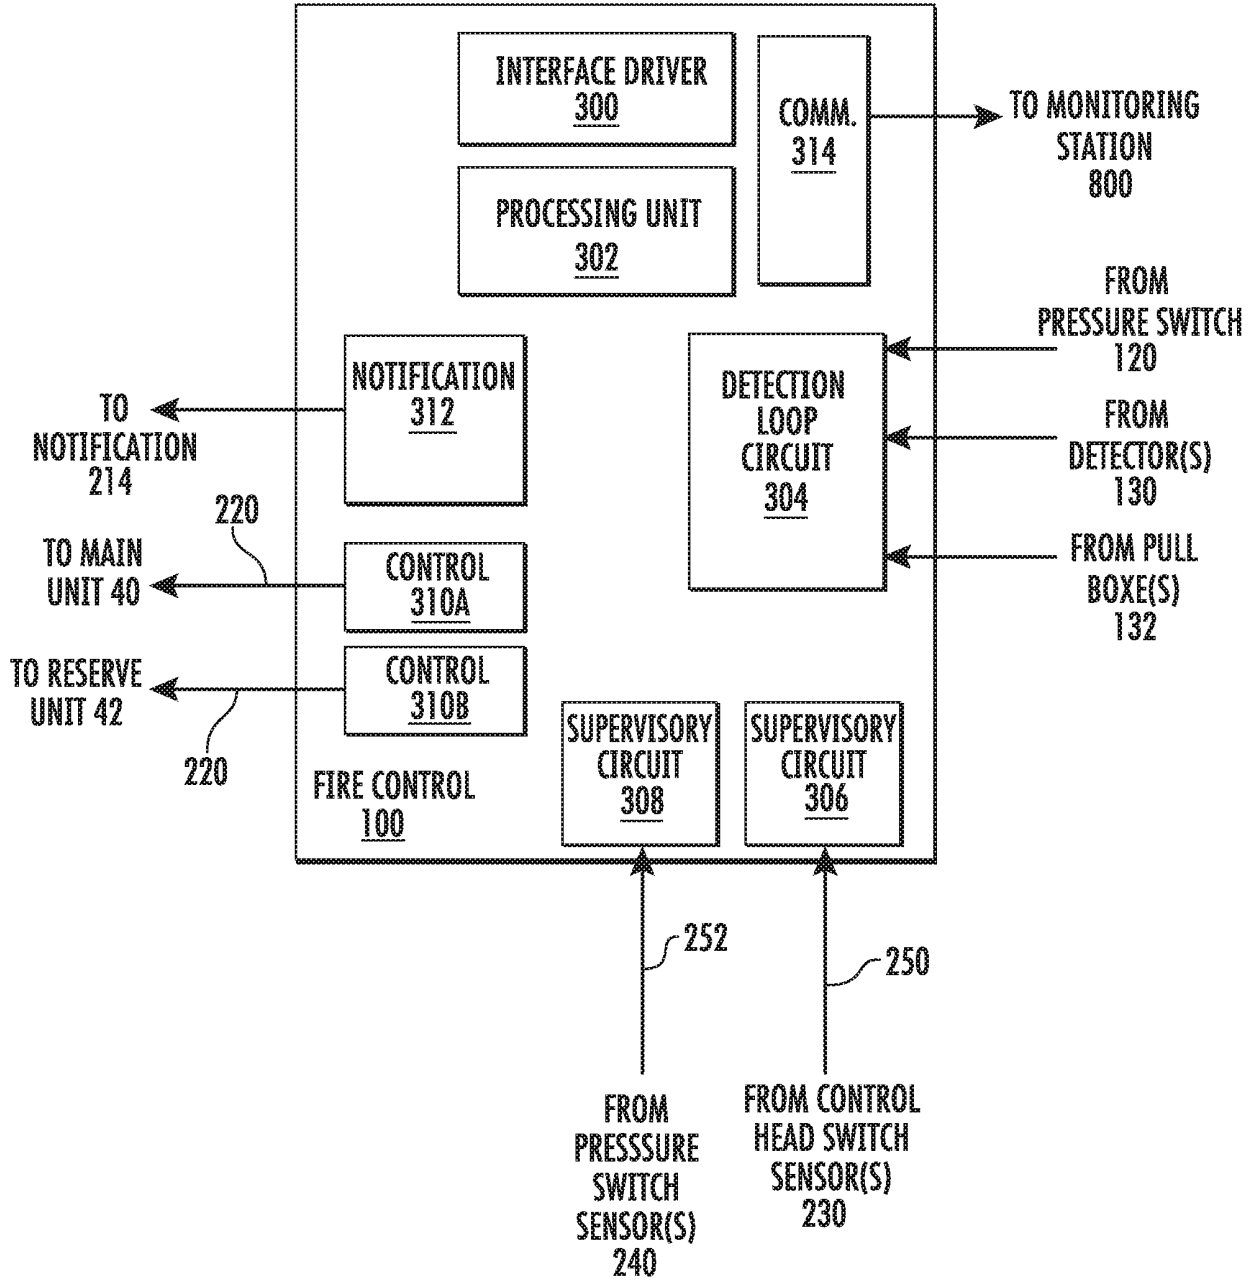 INTERFACE DRIVER
300
COMM.
314
TO MONITORING
STATION
800
PROCESSING UNIT
302
FROM
PRESSURE SWITCH
120
NOTIFICATION
312
DETECTION
LOOP
CIRCUIT
304
TO
NOTIFICATION
214
FROM
DETECTOR(S)
130
220
TO MAIN
UNIT 40
CONTROL
310A
FROM PULL
BOXE(S)
132
TO RESERVE
UNIT 42
CONTROL
310B
220
SUPERVISORY
CIRCUIT
308
SUPERVISORY
CIRCUIT
306
FIRE CONTROL
100
252
250
FROM
PRESSSURE
SWITCH
SENSOR(S)
240
FROM CONTROL
HEAD SWITCH
SENSOR(S)
230